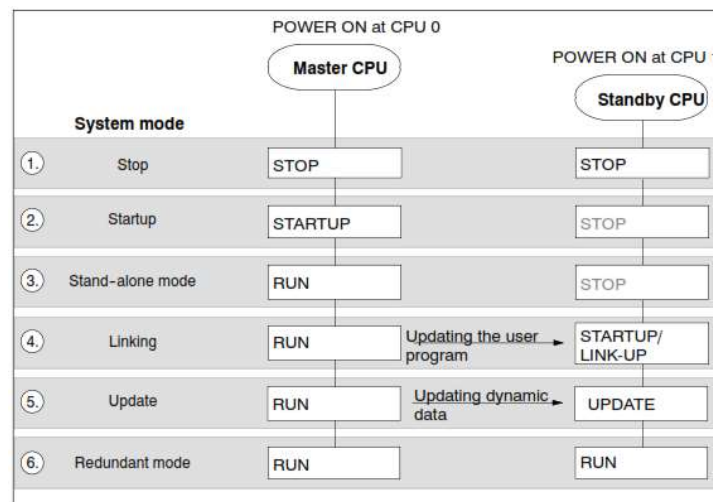 POWER ON at CPU 0
Master CPU
POWER ON at CPU
Standby CPU
System mode
1. Stop STOP STOP
2. Startup STARTUP STOP
3. Stand-alone mode RUN STOP
4. Linking RUN Updating the user STARTUP/
program LINK-UP
5. Update RUN Updating dynamic UPDATE
data
6. Redundant mode RUN RUN